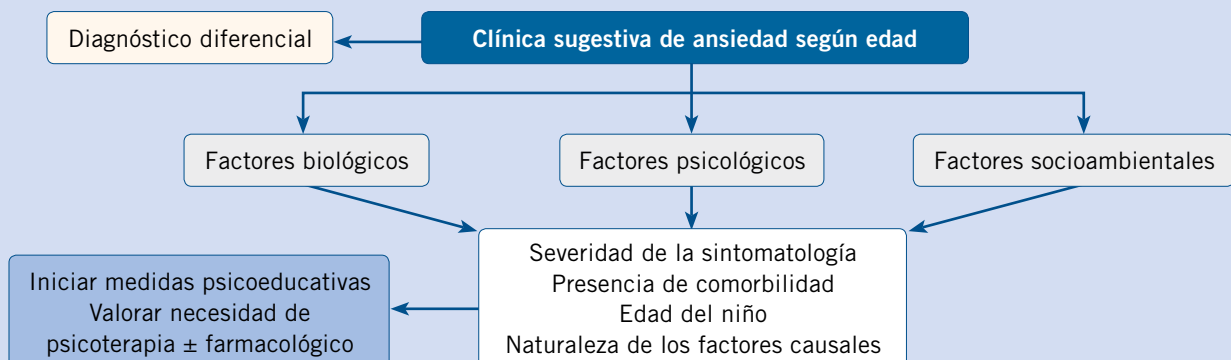 Diagnóstico diferencial
Clínica sugestiva de ansiedad según edad
Factores biológicos
Factores psicológicos
Factores socioambientales
Severidad de la sintomatología
Presencia de comorbilidad
Edad del niño
Naturaleza de los factores causales
Iniciar medidas psicoeducativas
Valorar necesidad de
psicoterapia ± farmacológico